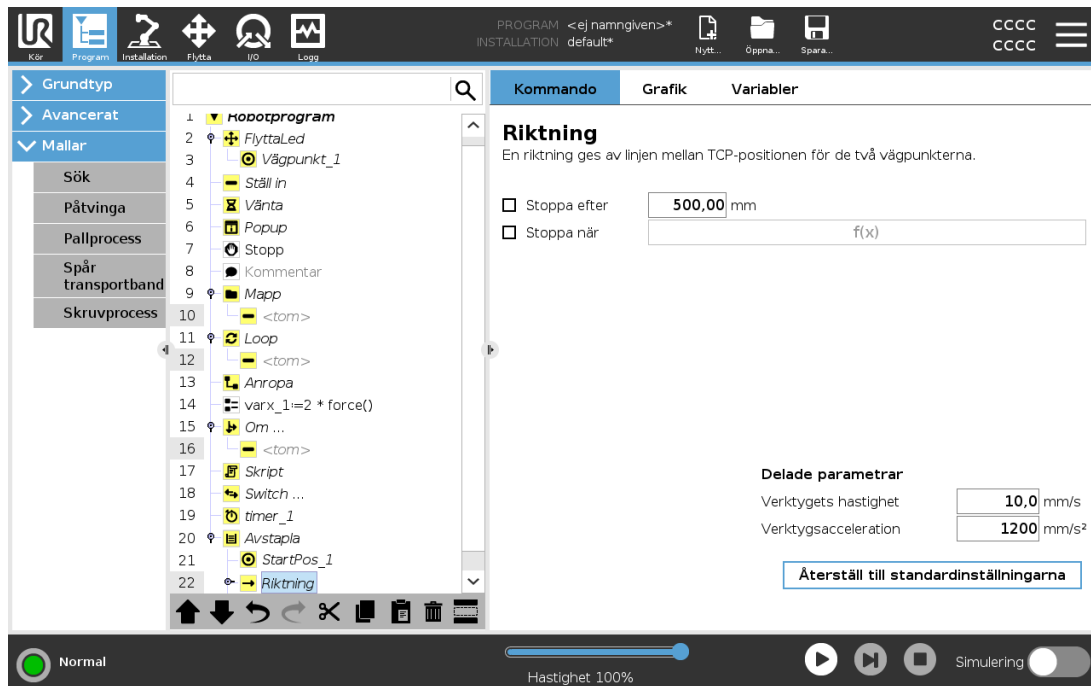 PROGRAM <ej namngiven>*
INSTALLATION default*
CCCC
CCCC
Kör
Program
Installation
Flytta
I/O
Logg
Nytt...
Öppna...
Spara...
Grundtyp
Avancerat
Mallar
Sök
Påtvinga
Pallprocess
Spår
transportband
Skruvprocess
1 Robotprogram
2 FlyttaLed
3 Vägpunkt_1
4 Ställ in
5 Vänta
6 Popup
7 Stopp
8 Kommentar
9 Mapp
10 <tom>
11 Loop
12 <tom>
13 Anropa
14 varx_1:=2 * force()
15 Om ...
16 <tom>
17 Skript
18 Switch ...
19 timer_1
20 Avstapla
21 StartPos_1
22 Riktning
Kommando Grafik Variabler
Riktning
En riktning ges av linjen mellan TCP-positionen för de två vägpunkterna.
Stoppa efter 500,00 mm
Stoppa när f(x)
Delade parametrar
Verktygets hastighet 10,0 mm/s
Verktygsacceleration 1200 mm/s²
Återställ till standardinställningarna
Normal
Hastighet 100%
Simulering